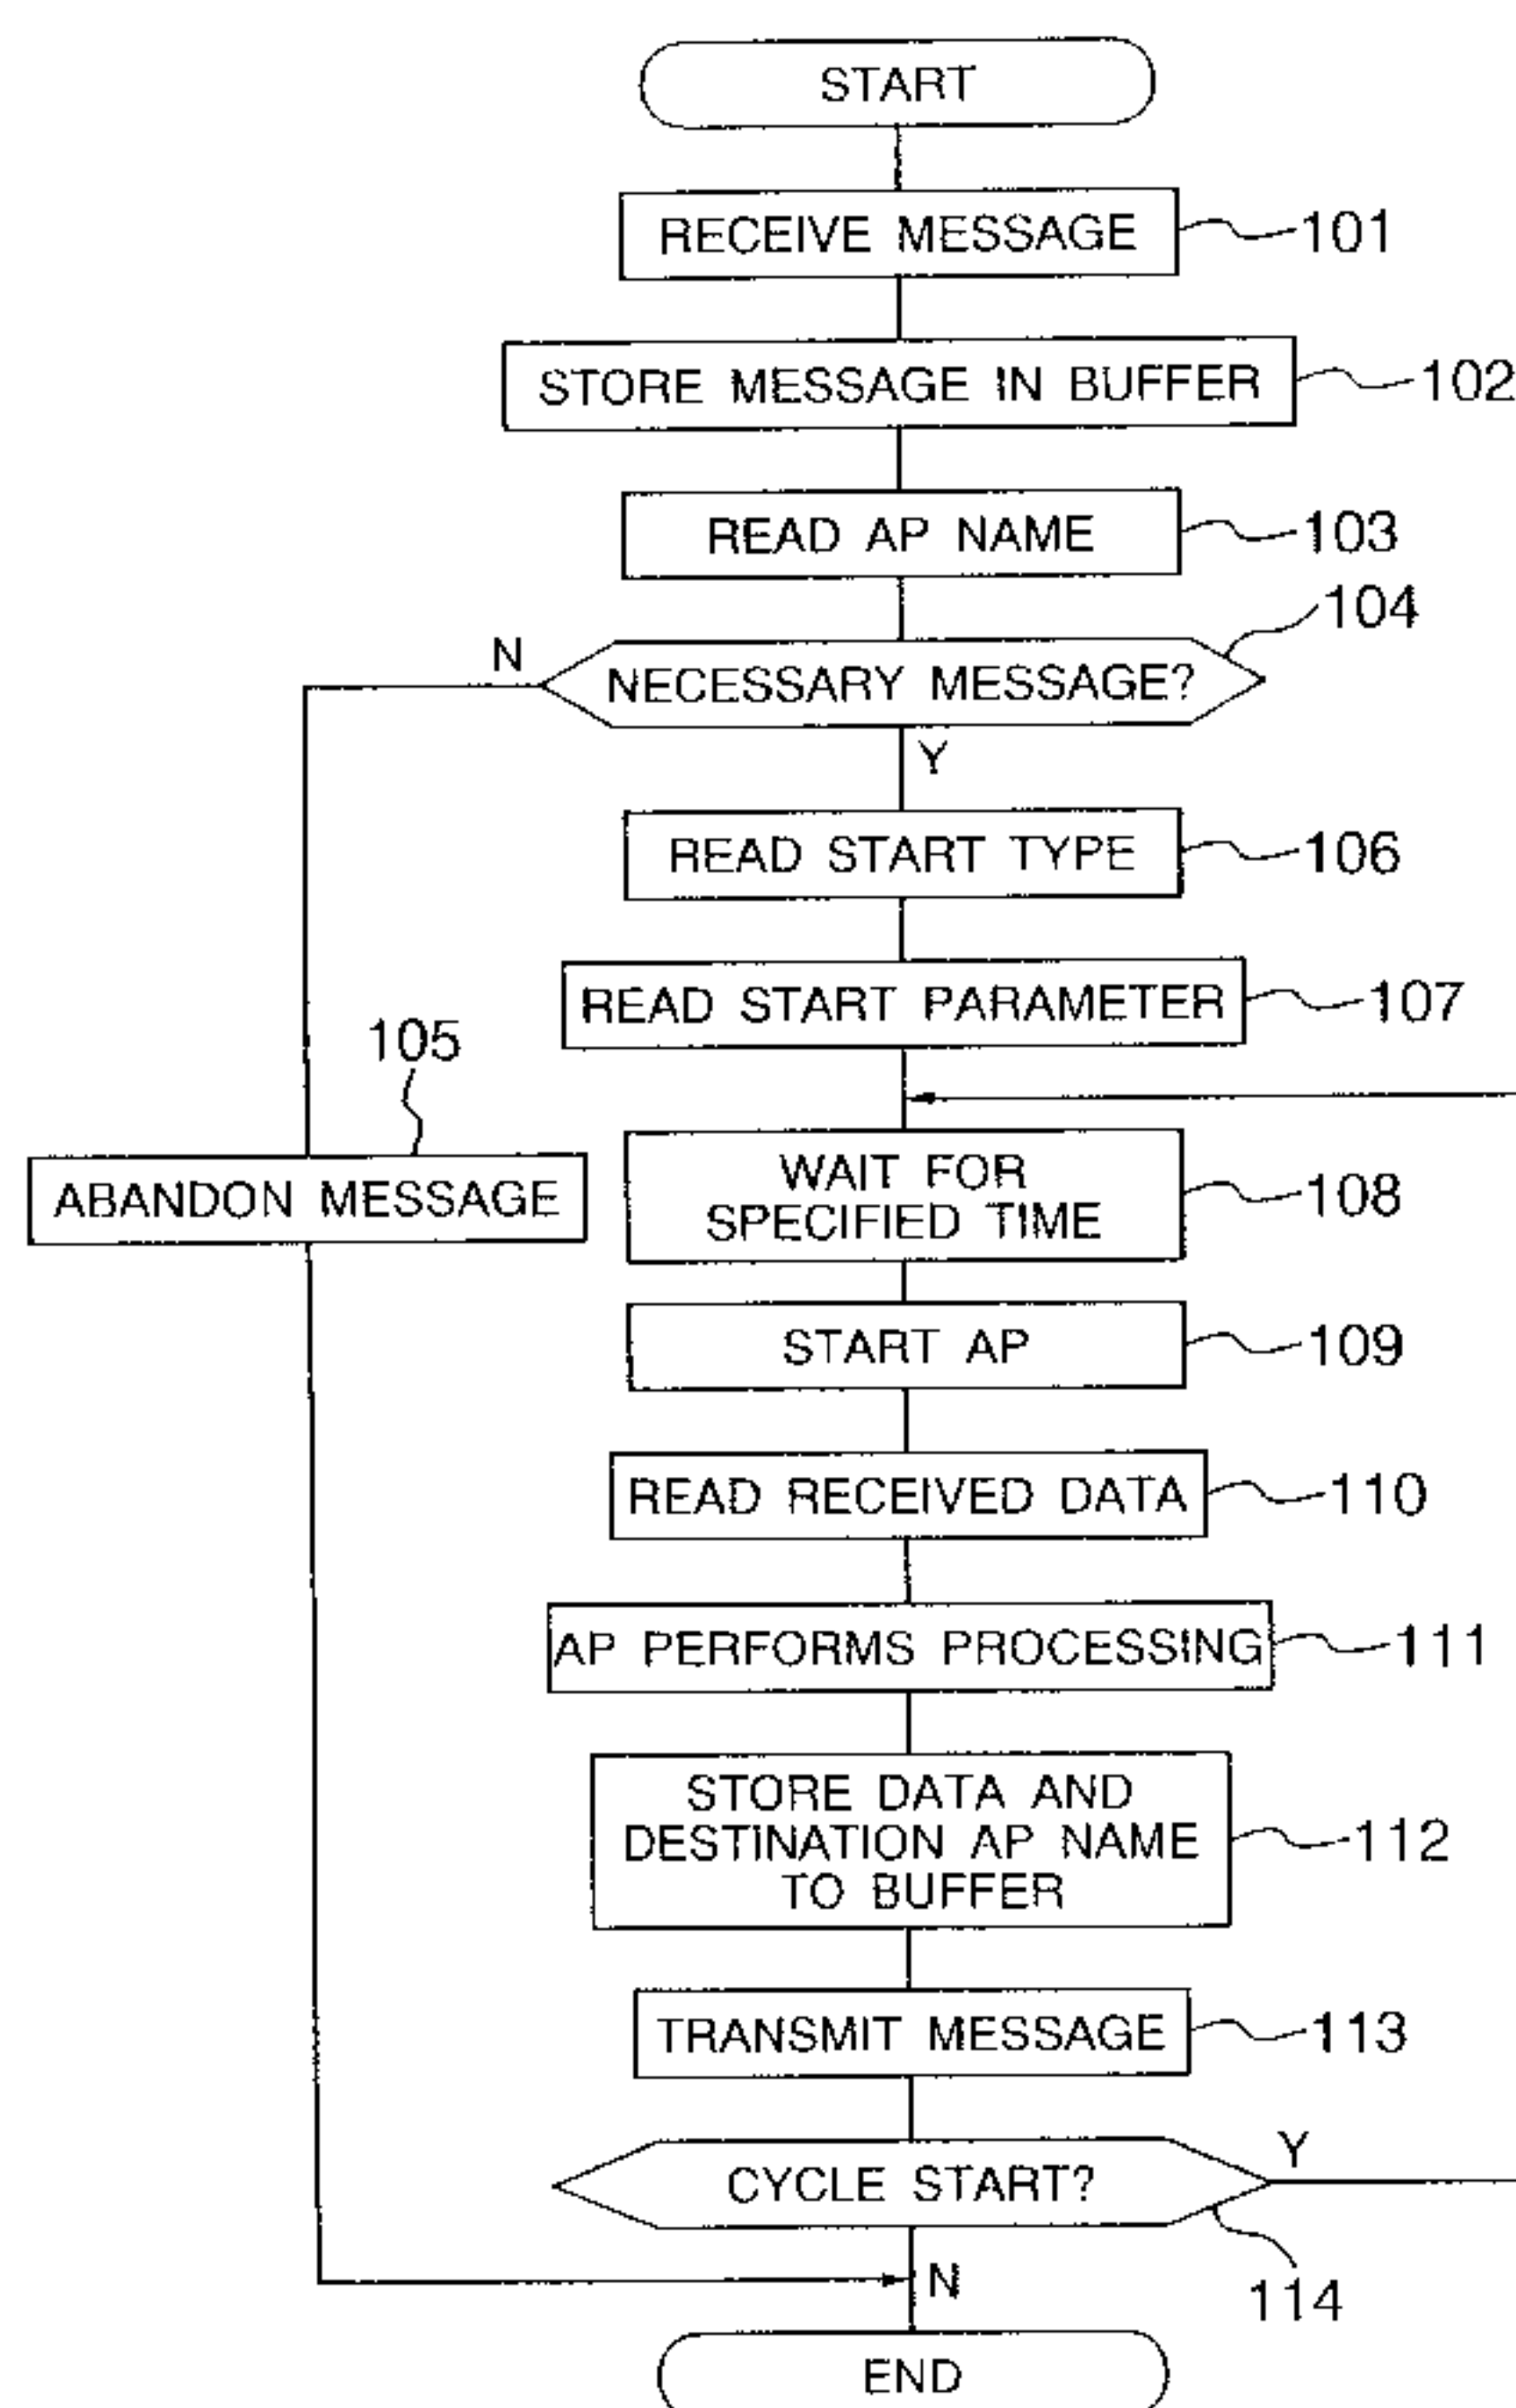 START
RECEIVE MESSAGE
101
STORE MESSAGE IN BUFFER
102
READ AP NAME
103
104
N
NECESSARY MESSAGE?
Y
READ START TYPE
106
READ START PARAMETER
107
105
ABANDON MESSAGE
WAIT FOR
SPECIFIED TIME
108
START AP
109
READ RECEIVED DATA
110
AP PERFORMS PROCESSING
111
STORE DATA AND
DESTINATION AP NAME
TO BUFFER
112
TRANSMIT MESSAGE
113
CYCLE START?
Y
N
114
END